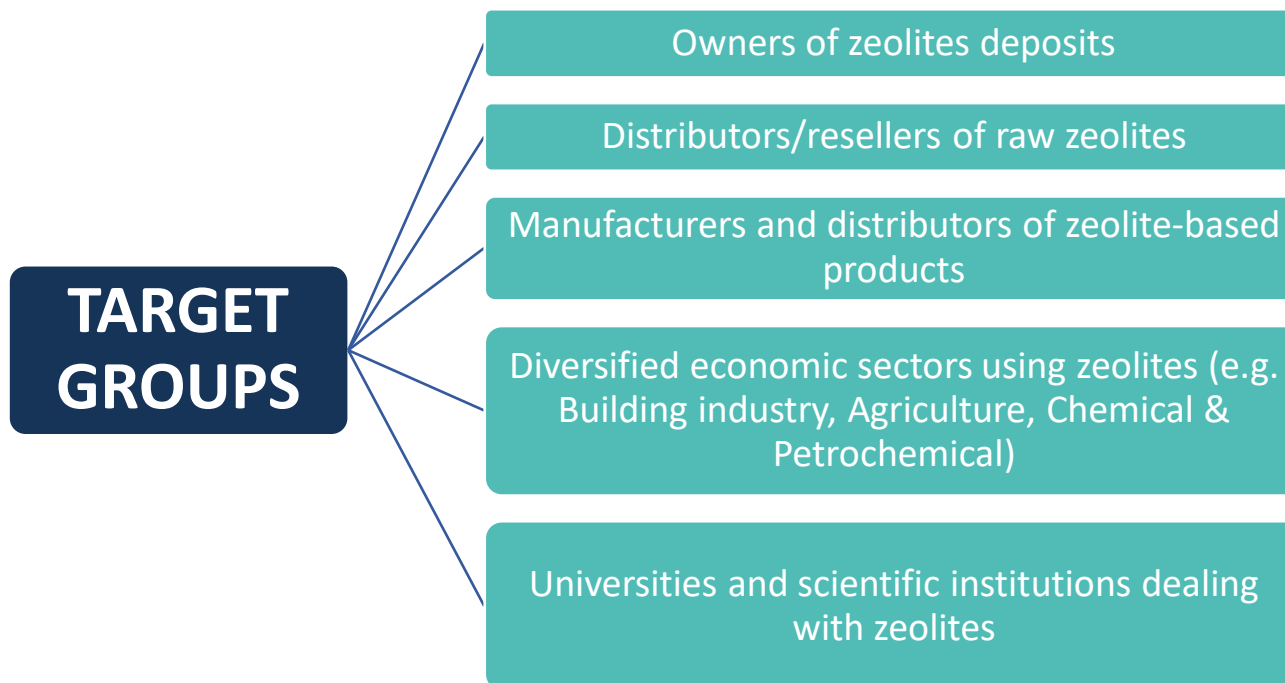 Owners of zeolites deposits
Distributors/resellers of raw zeolites
Manufacturers and distributors of zeolite-based
products
TARGET
GROUPS
Diversified economic sectors using zeolites (e.g.
Building industry, Agriculture, Chemical &
Petrochemical)
Universities and scientific institutions dealing
with zeolites